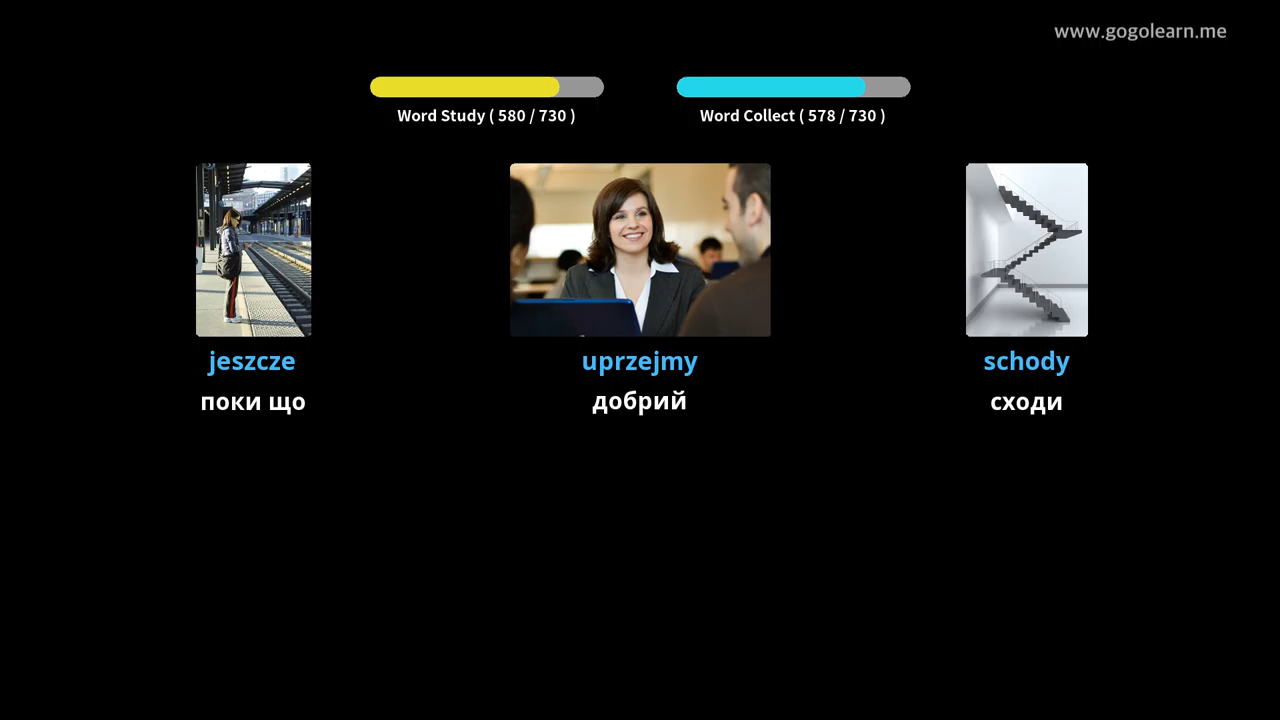 www.gogolearn.me
Word Study ( 580 / 730 )
Word Collect ( 578 / 730 )
jeszcze
поки що
uprzejmy
добрий
schody
сходи